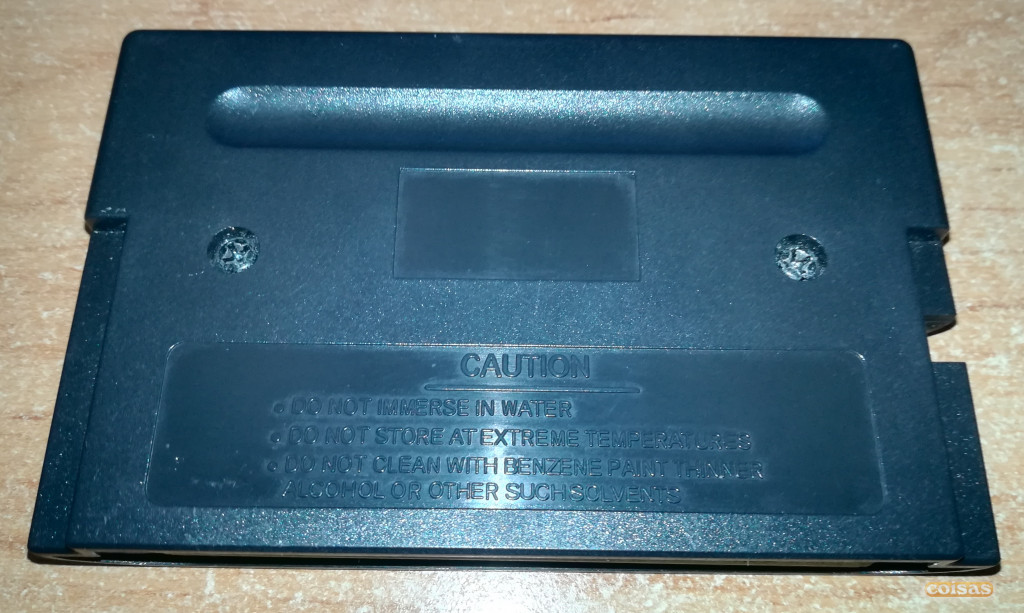 CAUTION
• DO NOT IMMERSE IN WATER
• DO NOT STORE AT EXTREME TEMPERATURES
• DO NOT CLEAN WITH BENZENE PAINT THINNER
ALCOHOL OR OTHER SUCH SOLVENTS
coisas